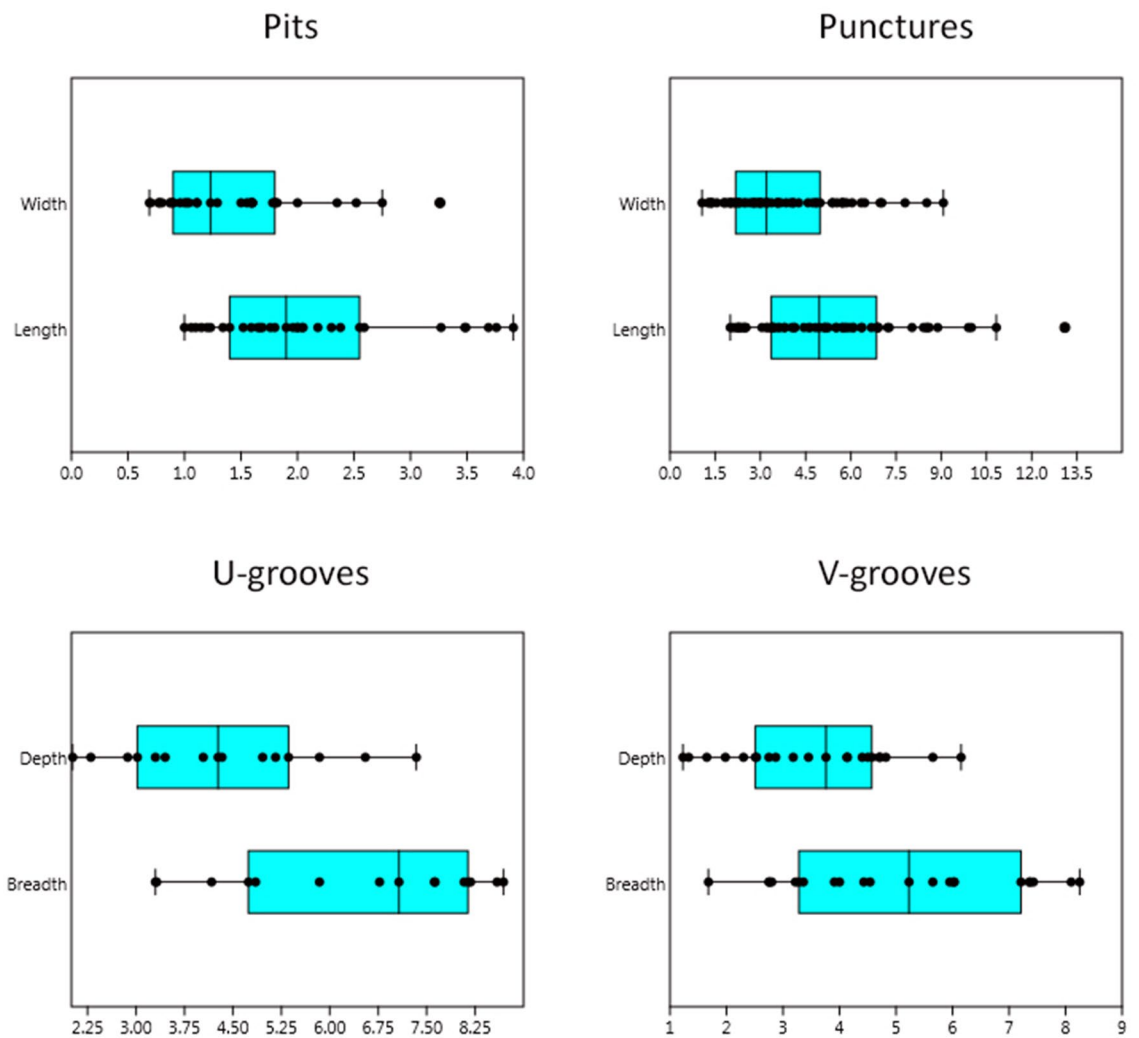 Pits
Width
Length
0.0 0.5 1.0 1.5 2.0 2.5 3.0 3.5 4.0
Punctures
Width
Length
0.0 1.5 3.0 4.5 6.0 7.5 9.0 10.5 12.0 13.5
U-grooves
Depth
Breadth
2.25 3.00 3.75 4.50 5.25 6.00 6.75 7.50 8.25
V-grooves
Depth
Breadth
1 2 3 4 5 6 7 8 9